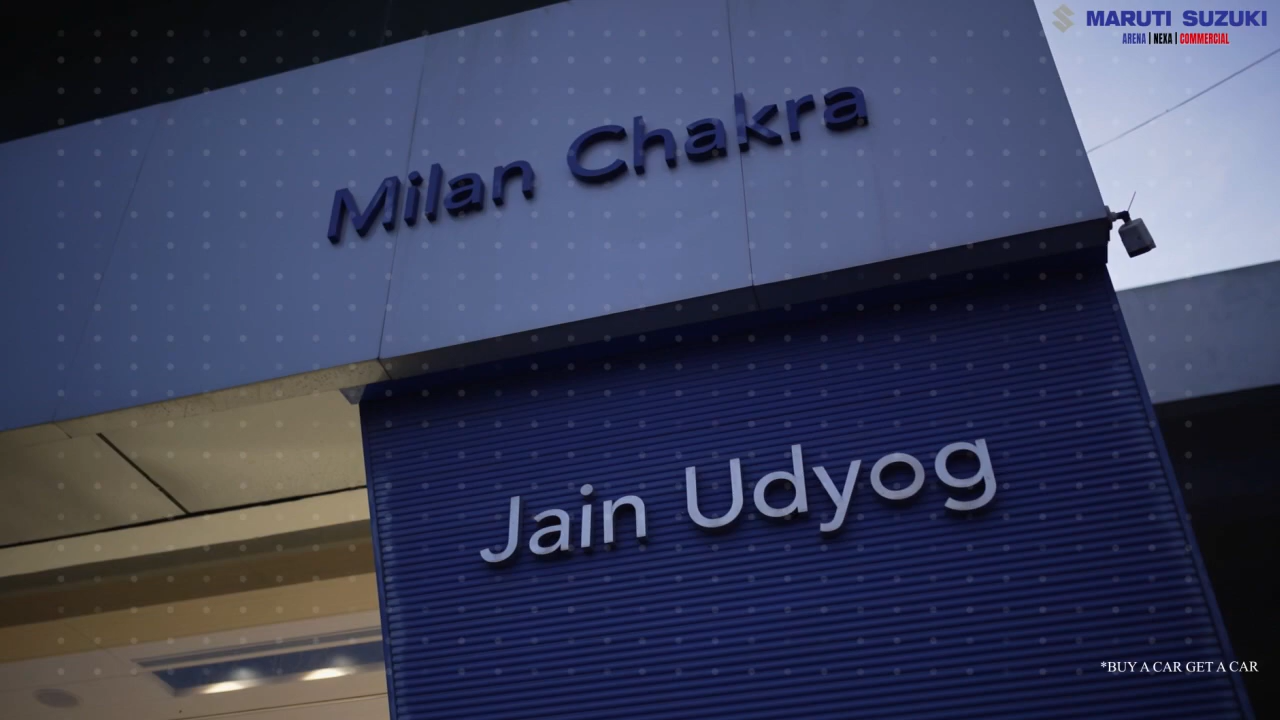 MARUTI SUZUKI
ARENA | NEXA | COMMERCIAL
Milan Chakra
Jain Udyog
*BUY A CAR GET A CAR